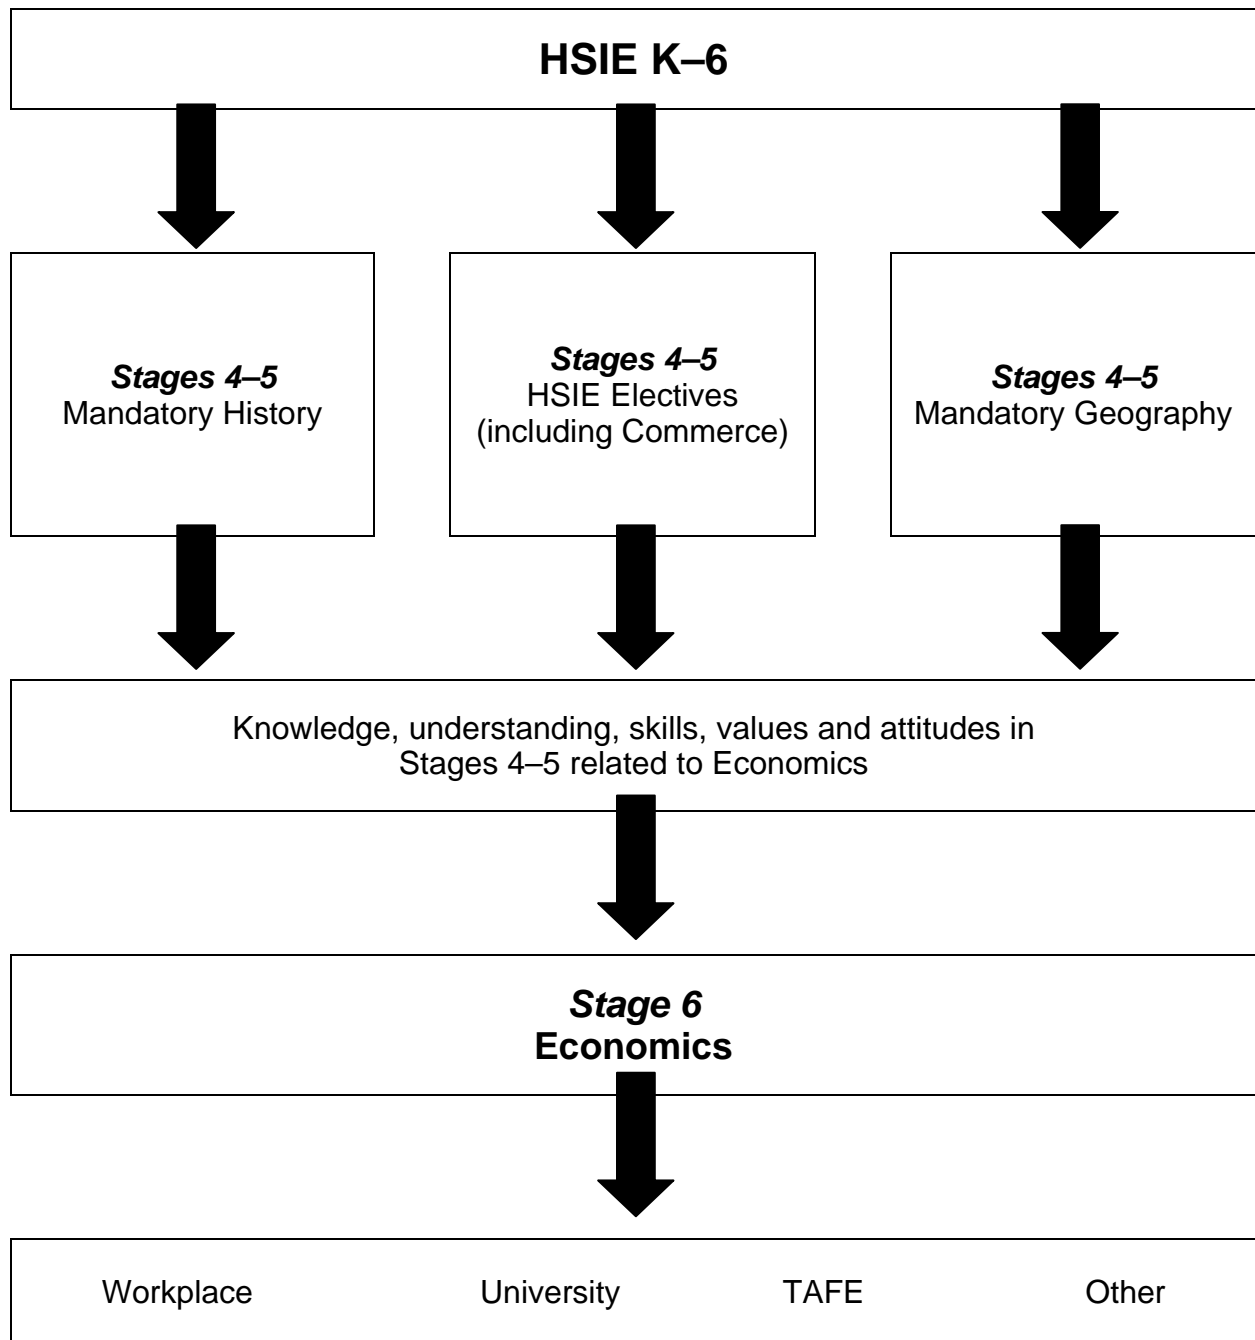 HSIE K–6
Stages 4–5
Mandatory History
Stages 4–5
HSIE Electives
(including Commerce)
Stages 4–5
Mandatory Geography
Knowledge, understanding, skills, values and attitudes in
Stages 4–5 related to Economics
Stage 6
Economics
Workplace University TAFE Other